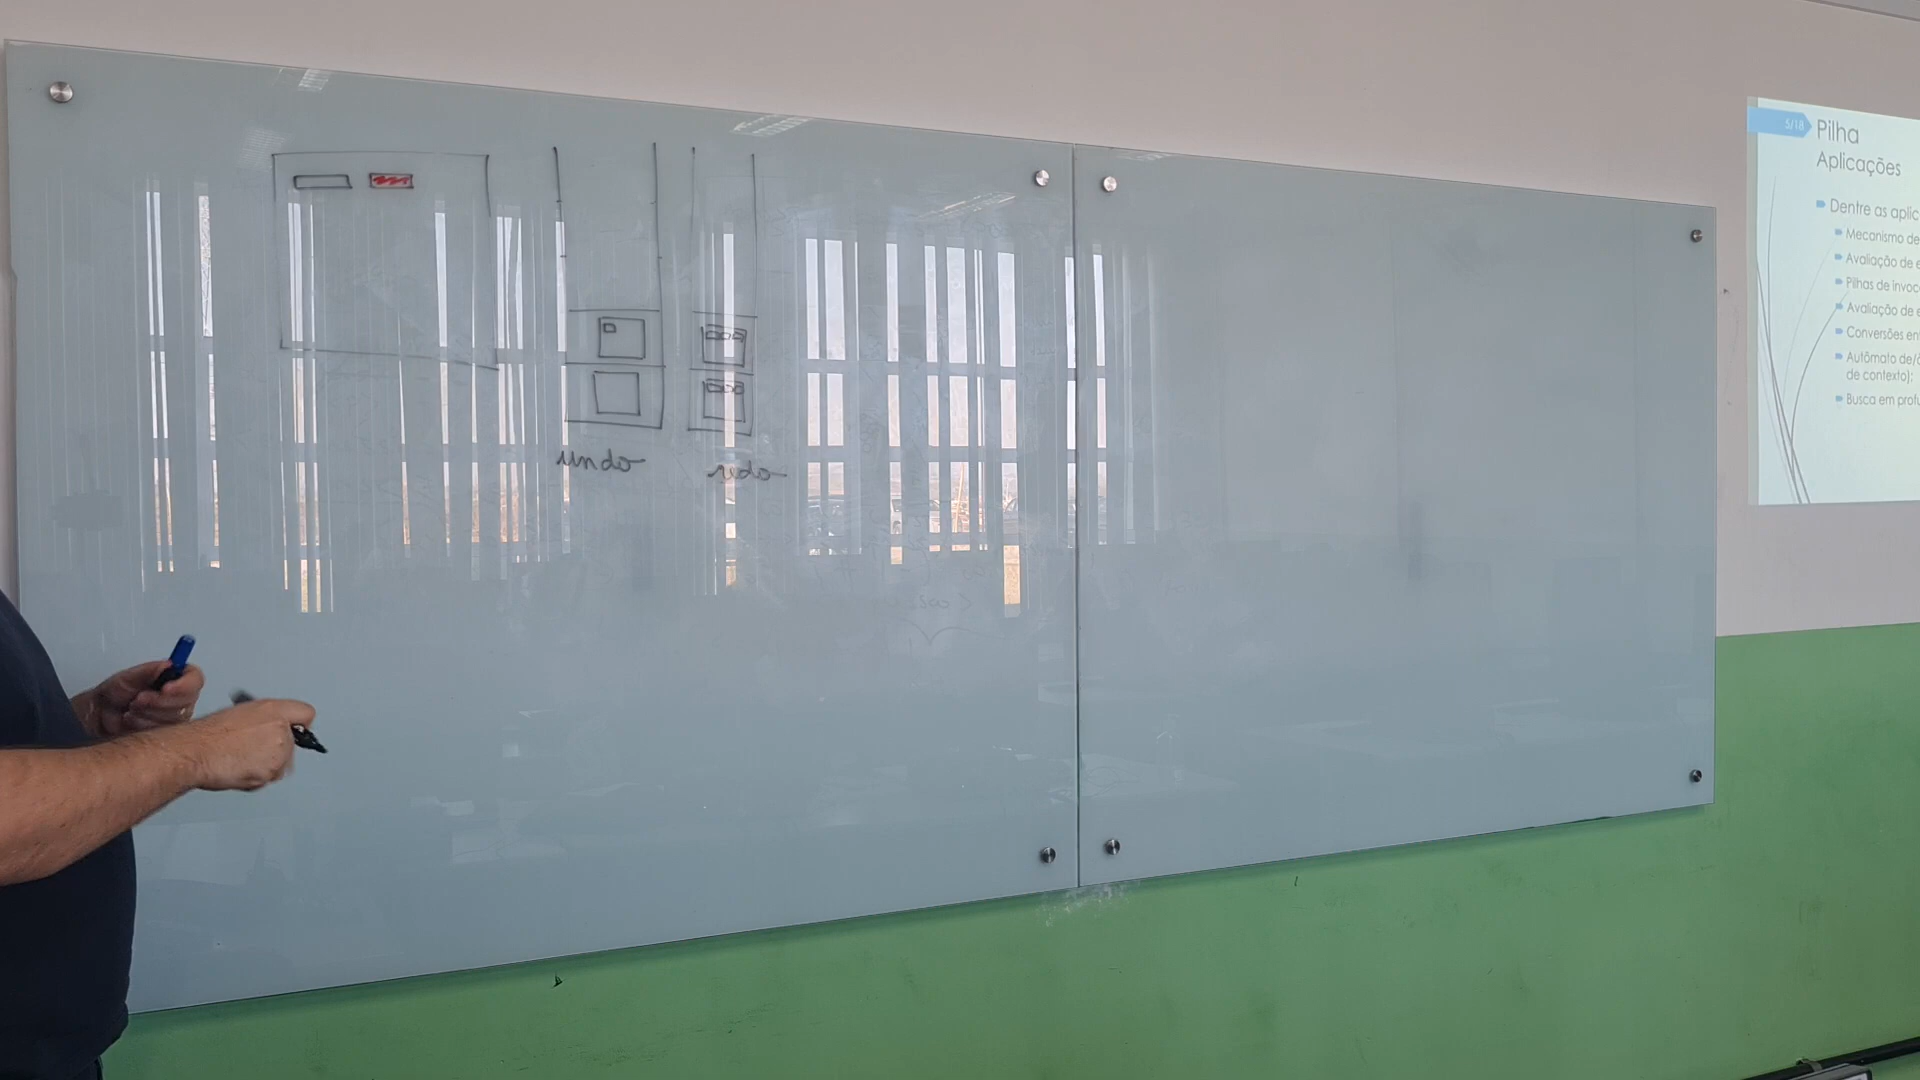 undo
redo
5/18
Pilha
Aplicações
Dentre as aplic
Mecanismo de
Avaliação de e
Pilhas de invoc
Avaliação de e
Conversões en
Autômato de/c
de contexto);
Busca em profu